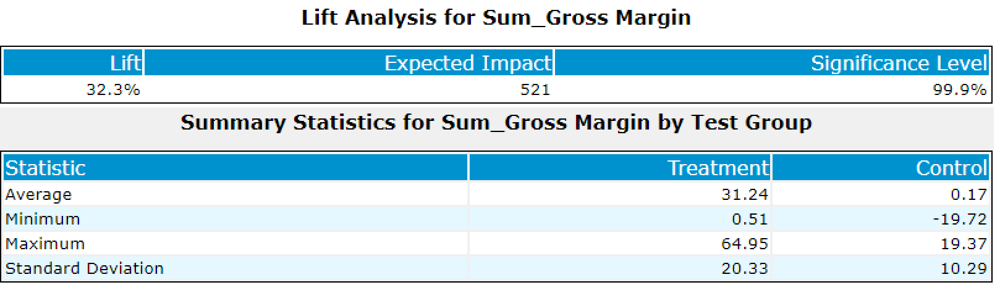 Lift Analysis for Sum_Gross Margin
Lift Expected Impact Significance Level
32.3% 521 99.9%
Summary Statistics for Sum_Gross Margin by Test Group
Statistic Treatment Control
Average 31.24 0.17
Minimum 0.51 -19.72
Maximum 64.95 19.37
Standard Deviation 20.33 10.29